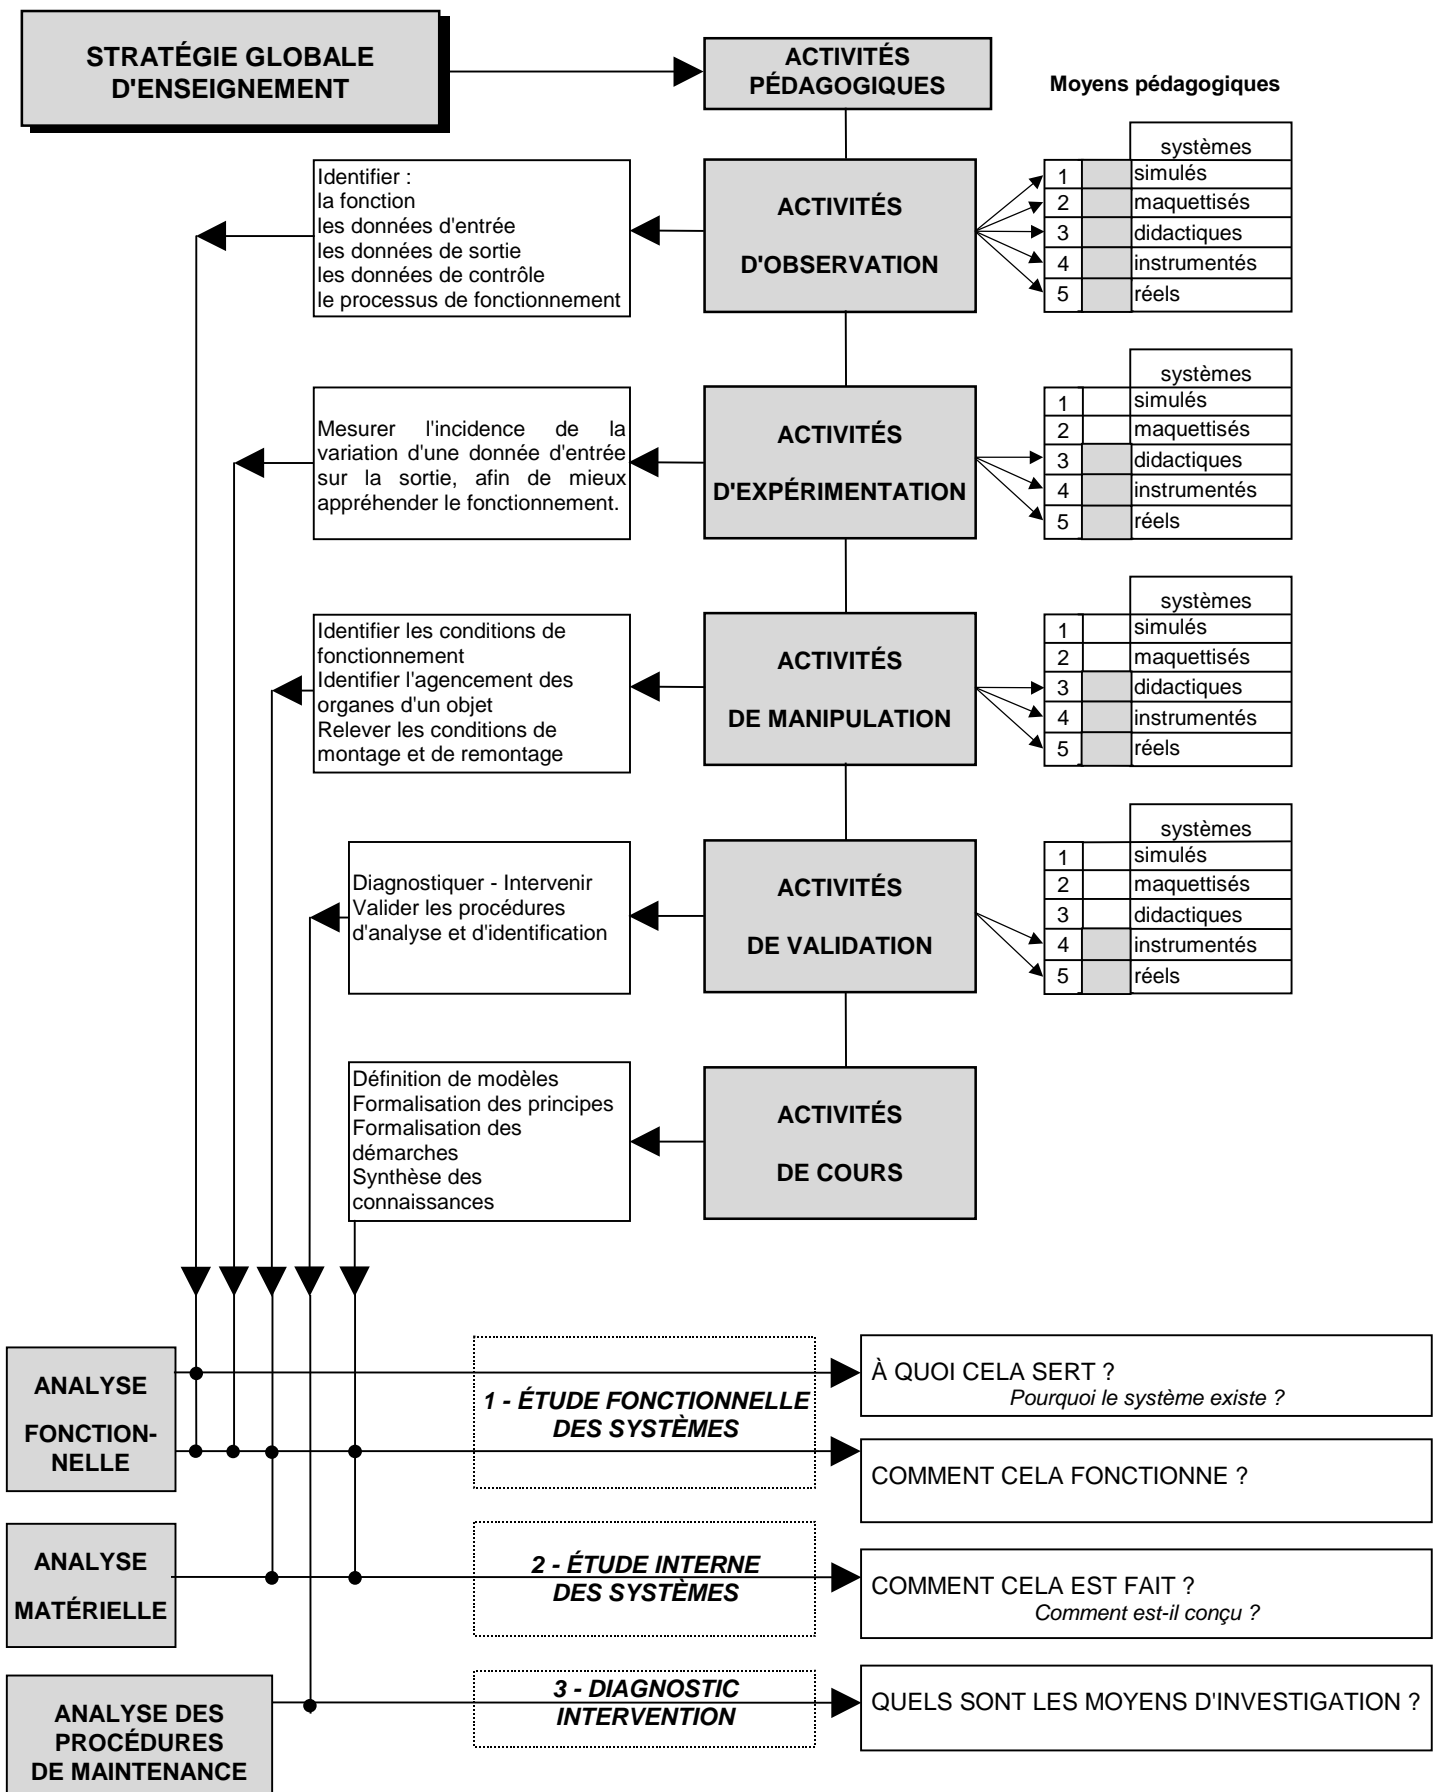 STRATÉGIE GLOBALE
D'ENSEIGNEMENT
ACTIVITÉS
PÉDAGOGIQUES
Moyens pédagogiques
Identifier :
la fonction
les données d'entrée
les données de sortie
les données de contrôle
le processus de fonctionnement
ACTIVITÉS
D'OBSERVATION
systèmes
1 simulés
2 maquettisés
3 didactiques
4 instrumentés
5 réels
Mesurer l'incidence de la
variation d'une donnée d'entrée
sur la sortie, afin de mieux
appréhender le fonctionnement.
ACTIVITÉS
D'EXPÉRIMENTATION
systèmes
1 simulés
2 maquettisés
3 didactiques
4 instrumentés
5 réels
Identifier les conditions de
fonctionnement
Identifier l'agencement des
organes d'un objet
Relever les conditions de
montage et de remontage
ACTIVITÉS
DE MANIPULATION
systèmes
1 simulés
2 maquettisés
3 didactiques
4 instrumentés
5 réels
Diagnostiquer - Intervenir
Valider les procédures
d'analyse et d'identification
ACTIVITÉS
DE VALIDATION
systèmes
1 simulés
2 maquettisés
3 didactiques
4 instrumentés
5 réels
Définition de modèles
Formalisation des principes
Formalisation des
démarches
Synthèse des
connaissances
ACTIVITÉS
DE COURS
ANALYSE
FONCTION-
NELLE
1 - ÉTUDE FONCTIONNELLE
DES SYSTÈMES
À QUOI CELA SERT ?
Pourquoi le système existe ?
COMMENT CELA FONCTIONNE ?
ANALYSE
MATÉRIELLE
2 - ÉTUDE INTERNE
DES SYSTÈMES
COMMENT CELA EST FAIT ?
Comment est-il conçu ?
ANALYSE DES
PROCÉDURES
DE MAINTENANCE
3 - DIAGNOSTIC
INTERVENTION
QUELS SONT LES MOYENS D'INVESTIGATION ?